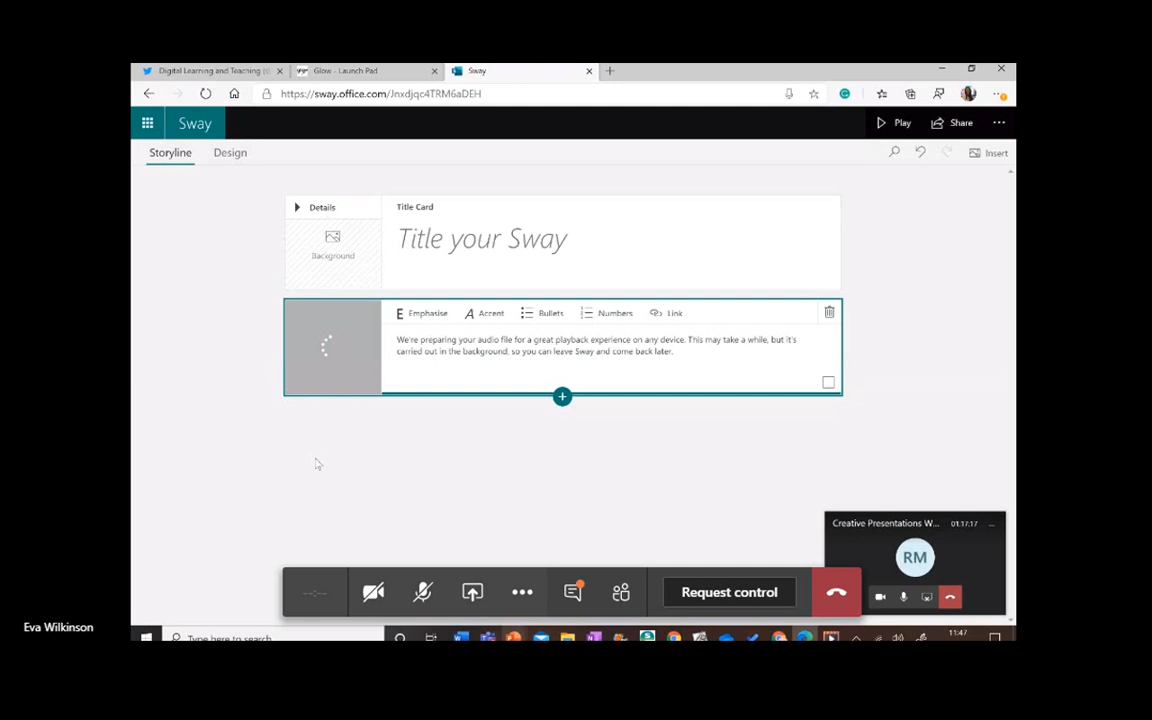 Digital Learning and Teaching (
Glow - Launch Pad
Sway
https://sway.office.com/Jnxdjqc4TRM6aDEH
Sway
Play
Share
Storyline
Design
Insert
Details
Title Card
Background
Title your Sway
Emphasise
Accent
Bullets
Numbers
Link
We're preparing your audio file for a great playback experience on any device. This may take a while, but it's
carried out in the background, so you can leave Sway and come back later.
Creative Presentations W...
01:17:17
RM
--:--
Request control
Eva Wilkinson
Type here to search
11:47